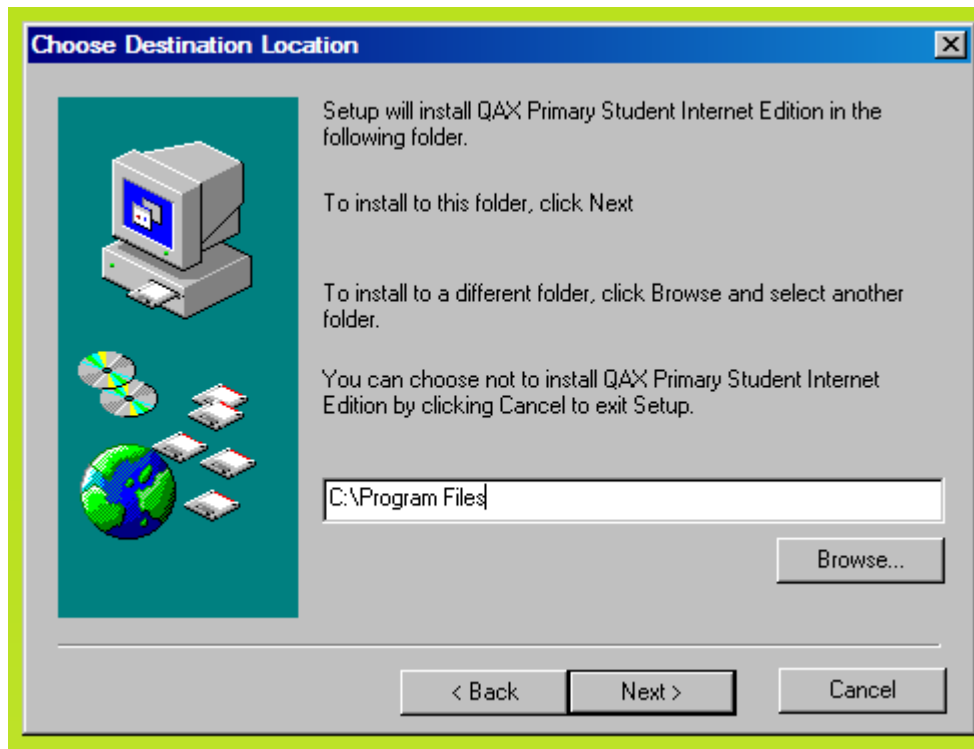 Choose Destination Location
Setup will install QAX Primary Student Internet Edition in the
following folder.
To install to this folder, click Next
To install to a different folder, click Browse and select another
folder.
You can choose not to install QAX Primary Student Internet
Edition by clicking Cancel to exit Setup.
C:\Program Files
Browse...
< Back
Next >
Cancel